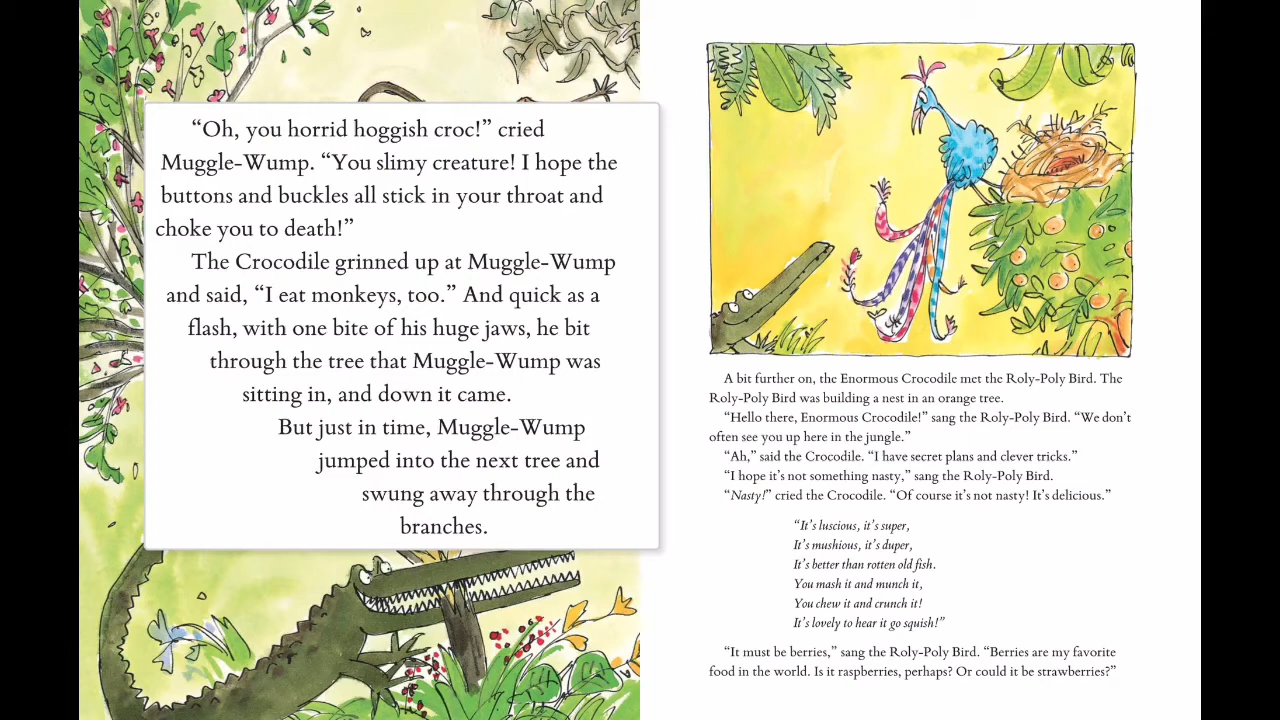 “Oh, you horrid hoggish croc!” cried
Muggle-Wump. “You slimy creature! I hope the
buttons and buckles all stick in your throat and
choke you to death!”
The Crocodile grinned up at Muggle-Wump
and said, “I eat monkeys, too.” And quick as a
flash, with one bite of his huge jaws, he bit
through the tree that Muggle-Wump was
sitting in, and down it came.
But just in time, Muggle-Wump
jumped into the next tree and
swung away through the
branches.
A bit further on, the Enormous Crocodile met the Roly-Poly Bird. The
Roly-Poly Bird was building a nest in an orange tree.
“Hello there, Enormous Crocodile!” sang the Roly-Poly Bird. “We don’t
often see you up here in the jungle.”
“Ah,” said the Crocodile. “I have secret plans and clever tricks.”
“I hope it’s not something nasty,” sang the Roly-Poly Bird.
“Nasty!” cried the Crocodile. “Of course it’s not nasty! It’s delicious.”
“It’s luscious, it’s super,
It’s mushious, it’s duper,
It’s better than rotten old fish.
You mash it and munch it,
You chew it and crunch it!
It’s lovely to hear it go squish!”
“It must be berries,” sang the Roly-Poly Bird. “Berries are my favorite
food in the world. Is it raspberries, perhaps? Or could it be strawberries?”